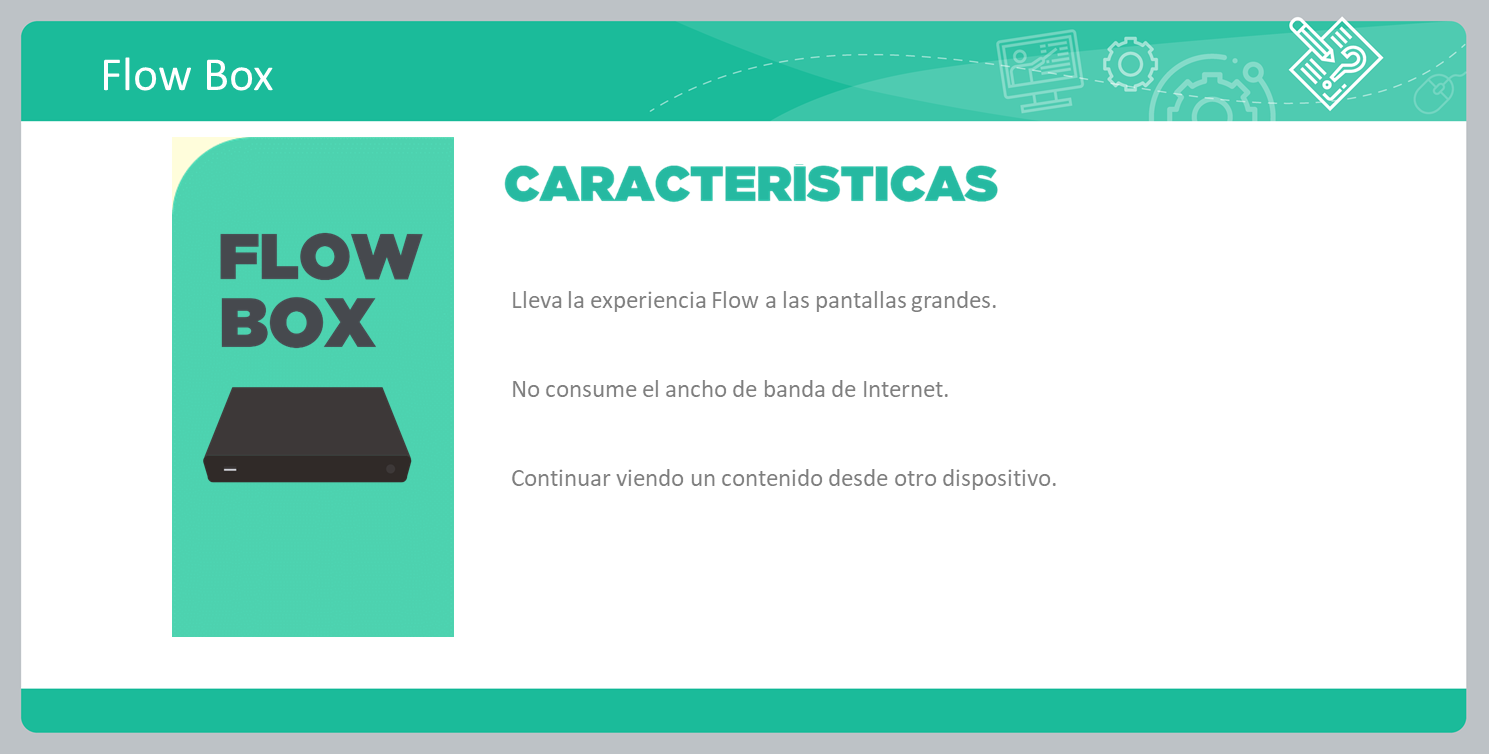 Flow Box
FLOW
BOX
CARACTERÍSTICAS
Lleva la experiencia Flow a las pantallas grandes.
No consume el ancho de banda de Internet.
Continuar viendo un contenido desde otro dispositivo.